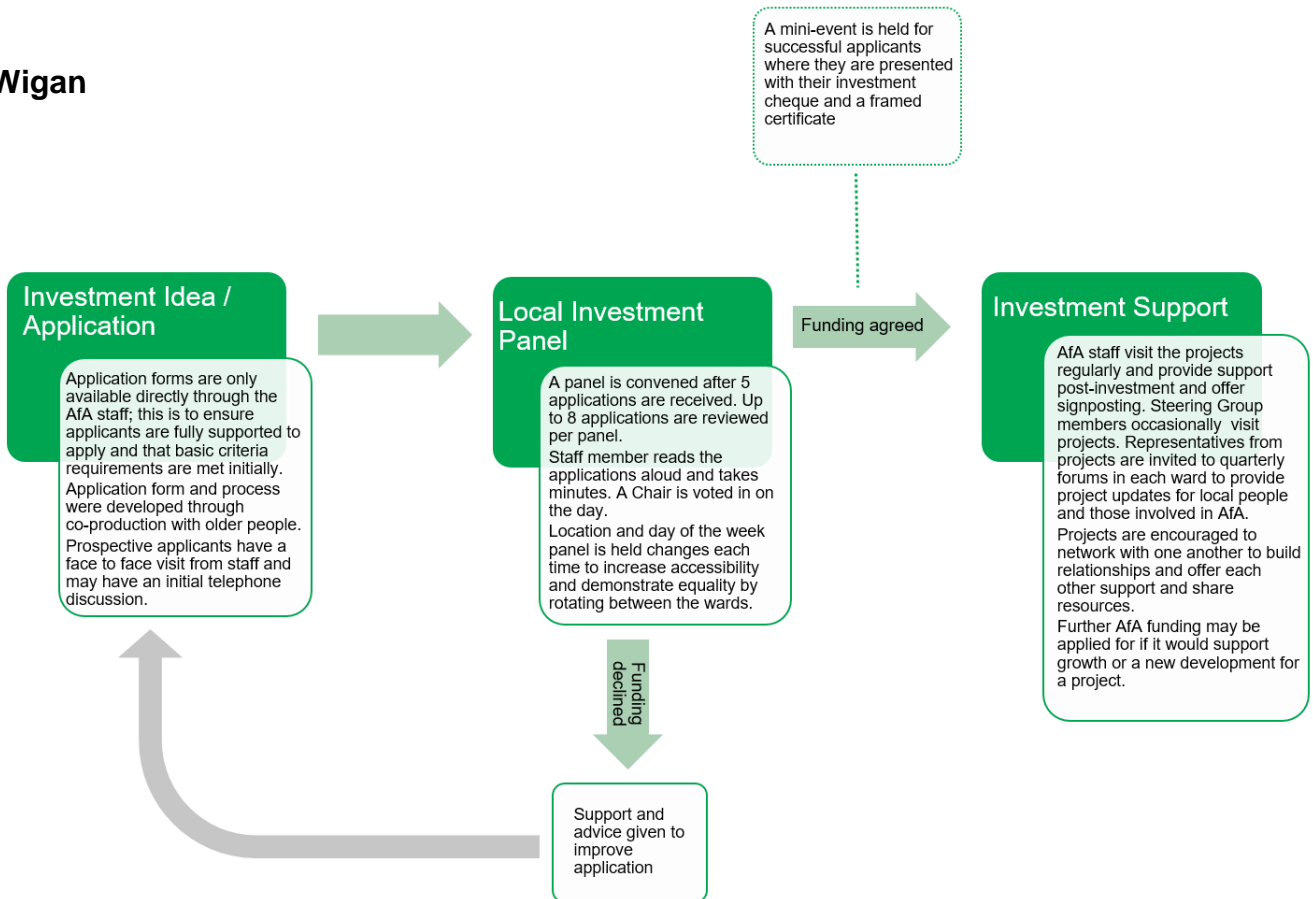 Wigan
A mini-event is held for
successful applicants
where they are presented
with their investment
cheque and a framed
certificate
Investment Idea /
Application
Application forms are only
available directly through the
AfA staff; this is to ensure
applicants are fully supported to
apply and that basic criteria
requirements are met initially.
Application form and process
were developed through
co-production with older people.
Prospective applicants have a
face to face visit from staff and
may have an initial telephone
discussion.
Local Investment
Panel
A panel is convened after 5
applications are received. Up
to 8 applications are reviewed
per panel.
Staff member reads the
applications aloud and takes
minutes. A Chair is voted in on
the day.
Location and day of the week
panel is held changes each
time to increase accessibility
and demonstrate equality by
rotating between the wards.
Funding agreed
Investment Support
AfA staff visit the projects
regularly and provide support
post-investment and offer
signposting. Steering Group
members occasionally visit
projects. Representatives from
projects are invited to quarterly
forums in each ward to provide
project updates for local people
and those involved in AfA.
Projects are encouraged to
network with one another to build
relationships and offer each
other support and share
resources.
Further AfA funding may be
applied for if it would support
growth or a new development for
a project.
Funding
declined
Support and
advice given to
improve
application